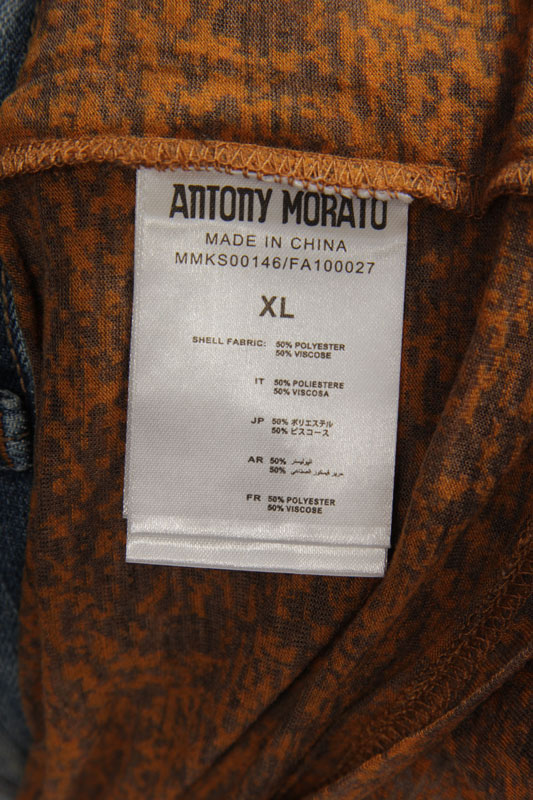 ANTONY MORATO
MADE IN CHINA
MMKS00146/FA100027
XL
SHELL FABRIC: 50% POLYESTER
50% VISCOSE
IT 50% POLIESTERE
50% VISCOSA
JP 50% ポリエステル
50% ビスコース
AR 50% البوليستر
50%
FR 50% POLYESTER
50% VISCOSE